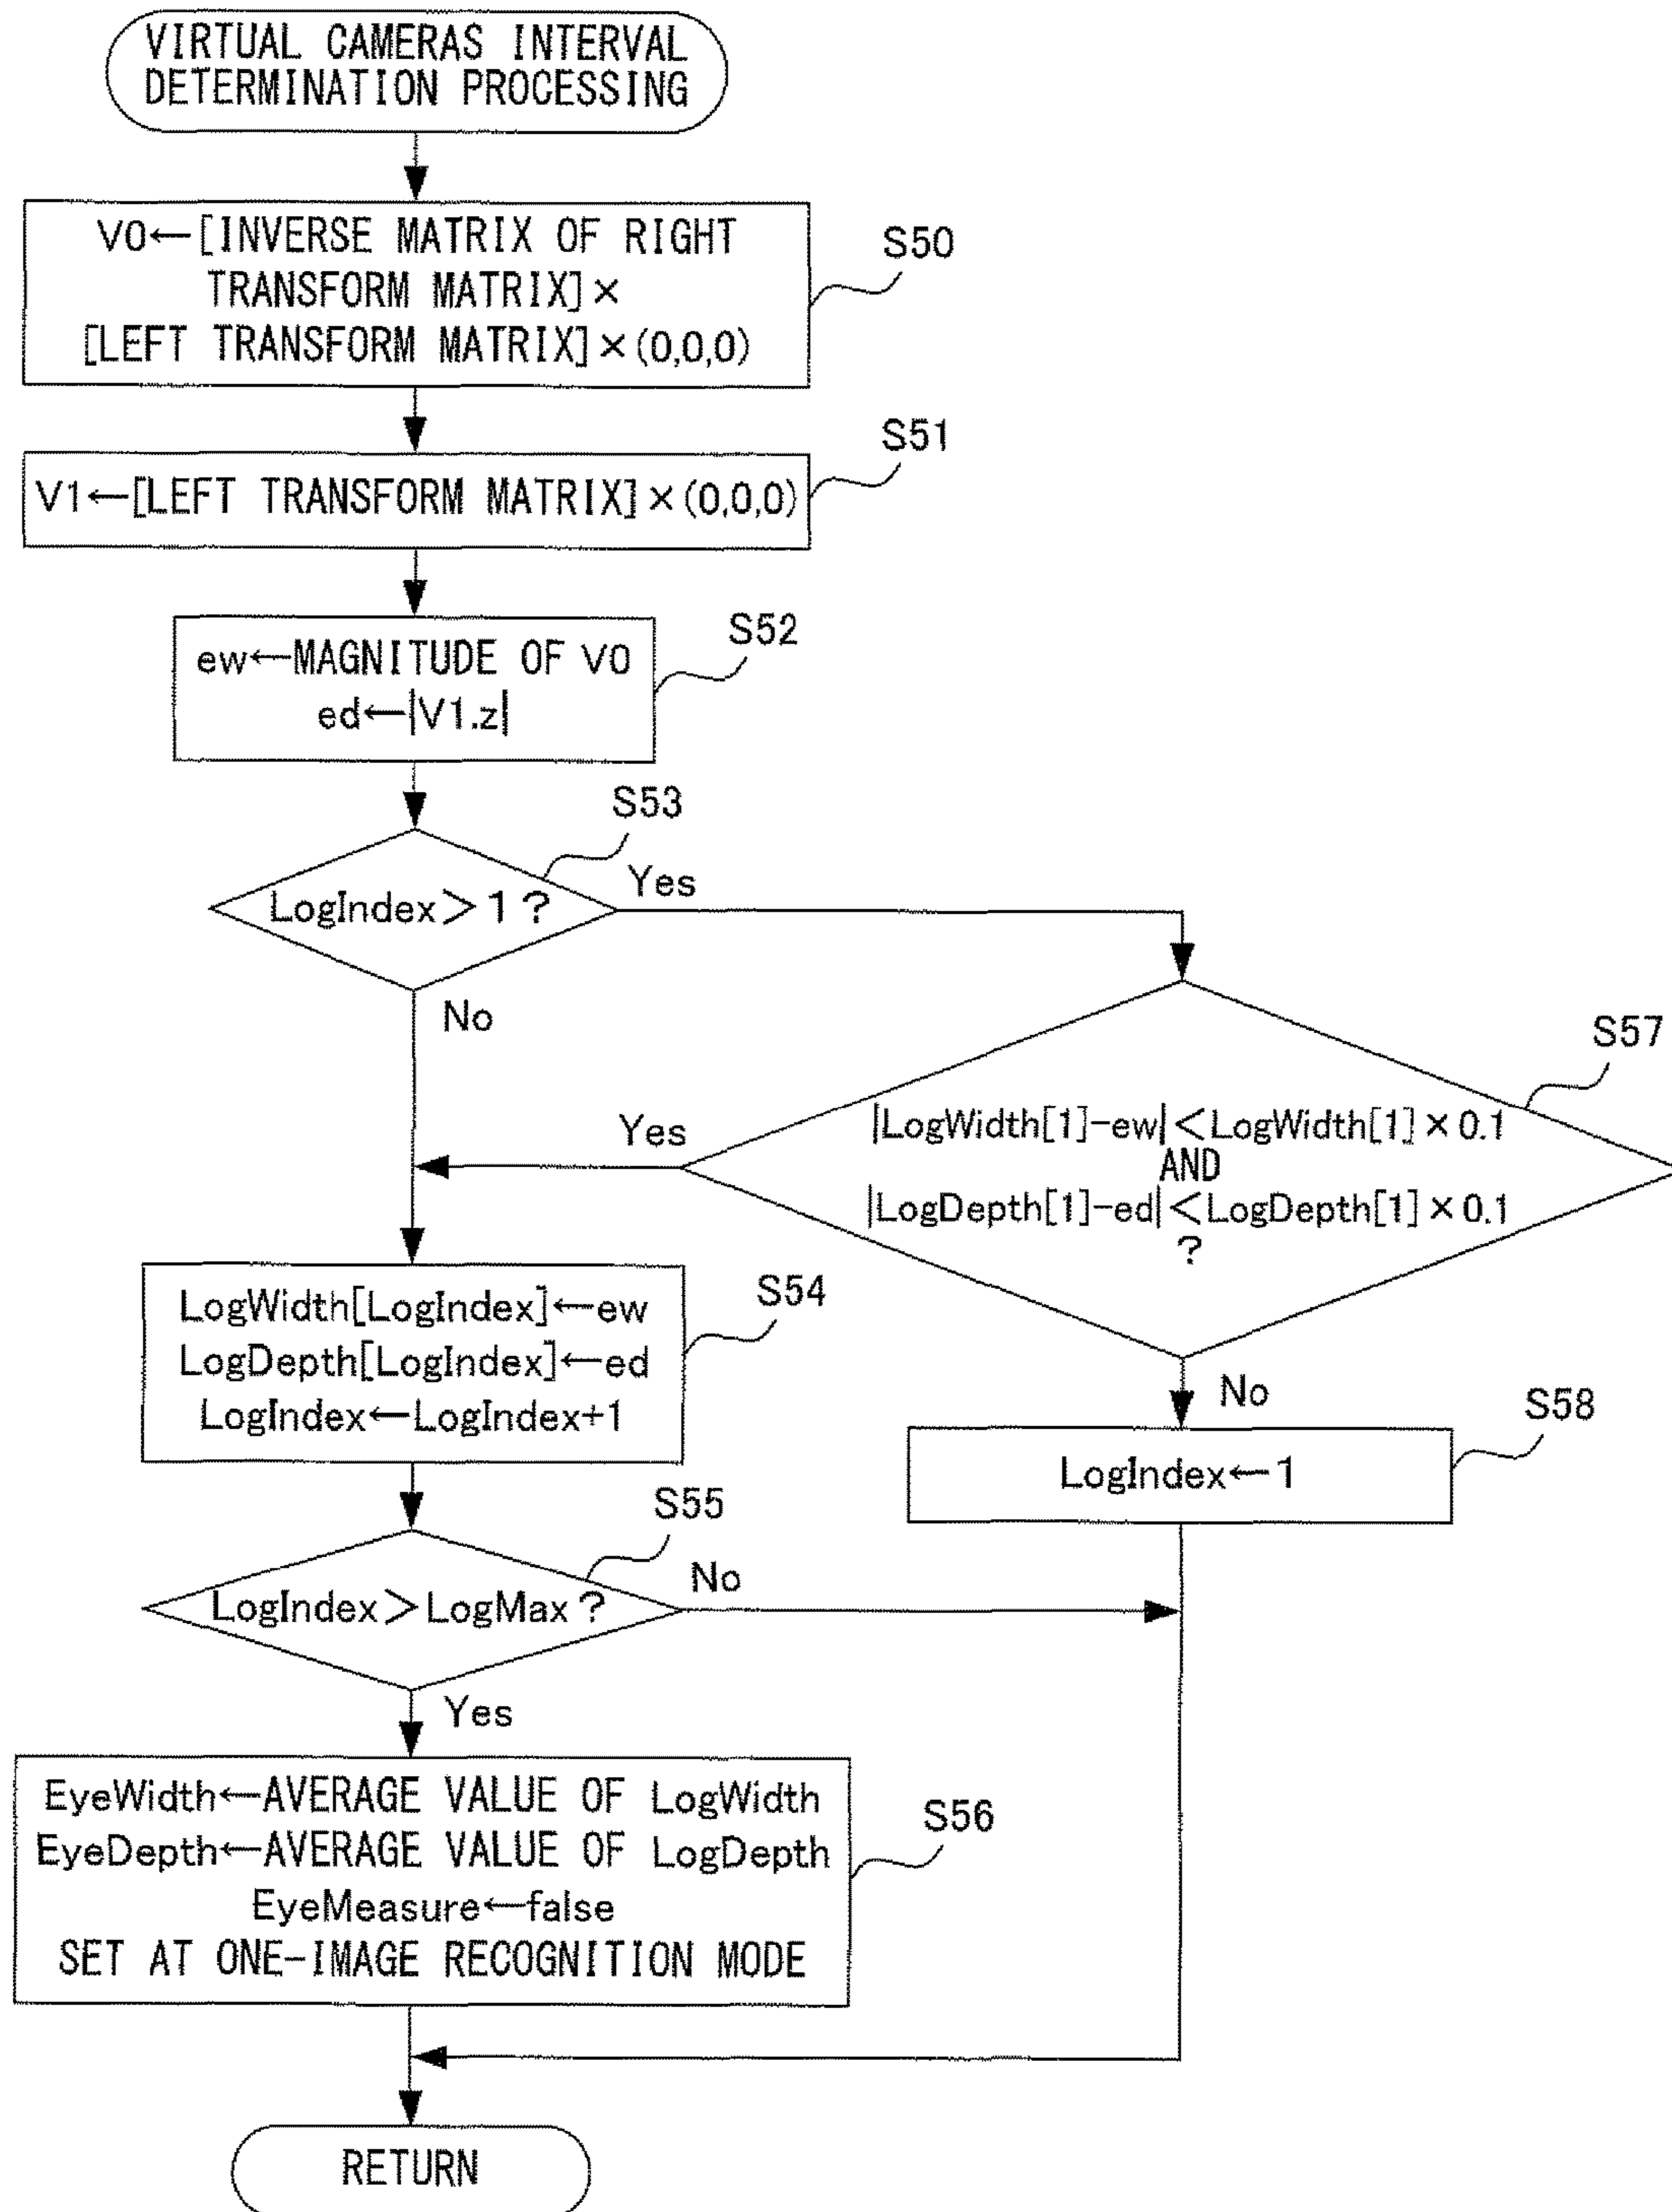 VIRTUAL CAMERAS INTERVAL
DETERMINATION PROCESSING
V0←[INVERSE MATRIX OF RIGHT
TRANSFORM MATRIX]×
[LEFT TRANSFORM MATRIX]×(0,0,0)
S50
V1←[LEFT TRANSFORM MATRIX]×(0,0,0)
S51
ew←MAGNITUDE OF V0
ed←|V1.z|
S52
LogIndex>1?
S53
Yes
No
|LogWidth[1]-ew|<LogWidth[1]×0.1
AND
|LogDepth[1]-ed|<LogDepth[1]×0.1
?
S57
Yes
No
LogWidth[LogIndex]←ew
LogDepth[LogIndex]←ed
LogIndex←LogIndex+1
S54
LogIndex←1
S58
LogIndex>LogMax?
S55
No
Yes
EyeWidth←AVERAGE VALUE OF LogWidth
EyeDepth←AVERAGE VALUE OF LogDepth
EyeMeasure←false
SET AT ONE-IMAGE RECOGNITION MODE
S56
RETURN